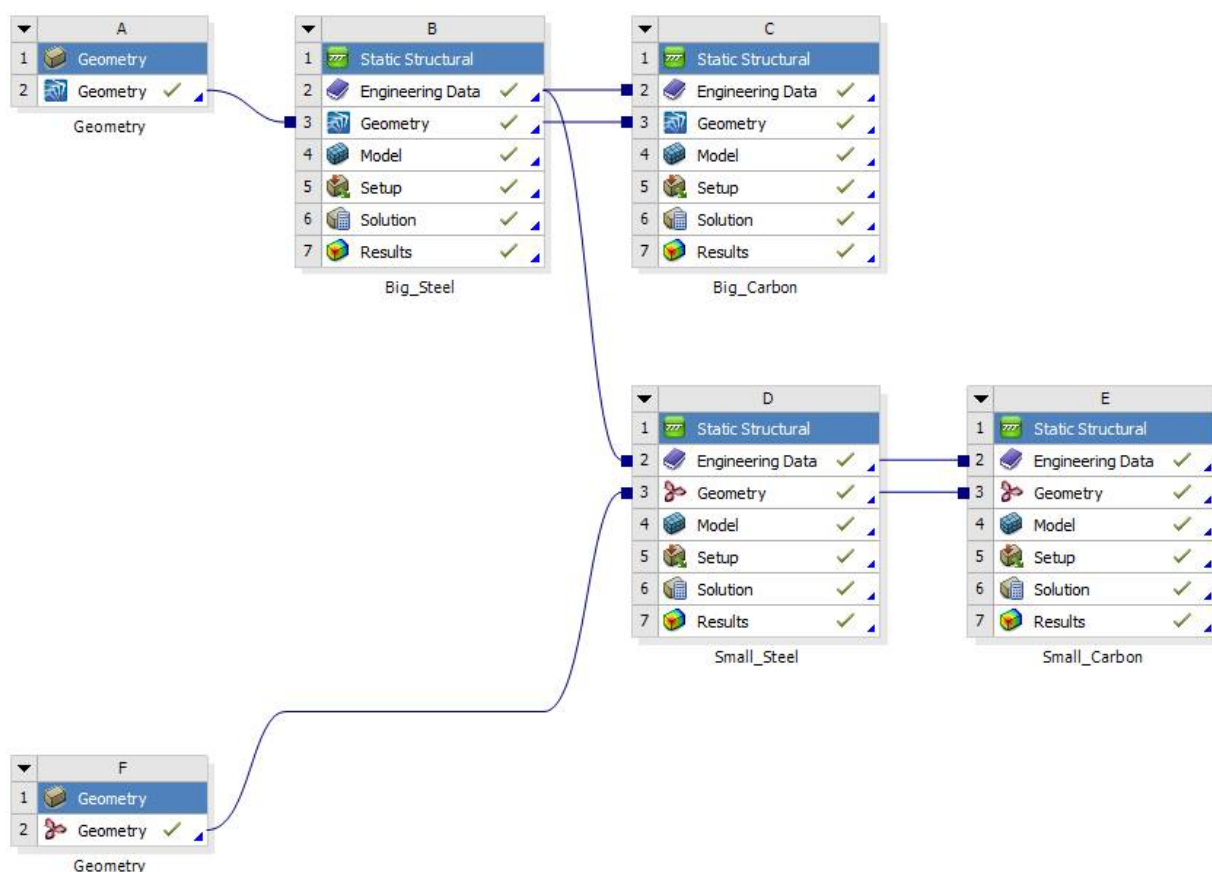 A
1 Geometry
2 Geometry
Geometry
B
1 Static Structural
2 Engineering Data
3 Geometry
4 Model
5 Setup
6 Solution
7 Results
Big_Steel
C
1 Static Structural
2 Engineering Data
3 Geometry
4 Model
5 Setup
6 Solution
7 Results
Big_Carbon
D
1 Static Structural
2 Engineering Data
3 Geometry
4 Model
5 Setup
6 Solution
7 Results
Small_Steel
E
1 Static Structural
2 Engineering Data
3 Geometry
4 Model
5 Setup
6 Solution
7 Results
Small_Carbon
F
1 Geometry
2 Geometry
Geometry